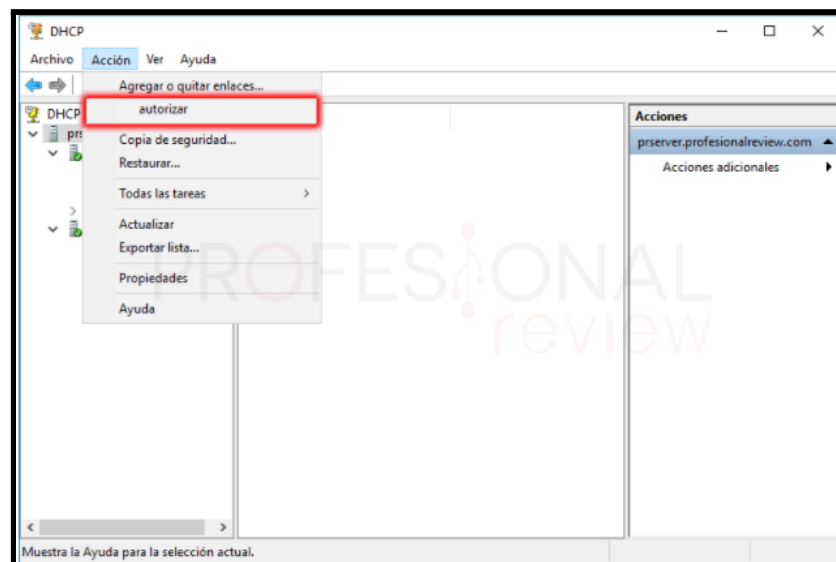 DHCP
Archivo Acción Ver Ayuda
Agregar o quitar enlaces...
autorizar
DHCP
Copia de seguridad...
Restaurar...
Todas las tareas
Actualizar
Exportar lista...
Propiedades
Ayuda
Acciones
prserver.profesionalreview.com
Acciones adicionales
PROFESIONAL
review
Muestra la Ayuda para la selección actual.